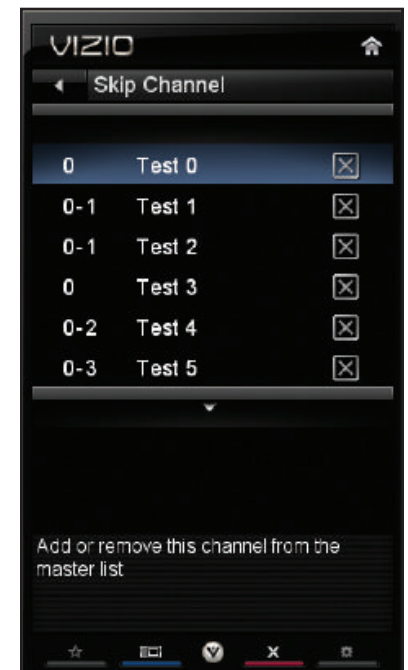 VIZIO
Skip Channel
0 Test 0
0-1 Test 1
0-1 Test 2
0 Test 3
0-2 Test 4
0-3 Test 5
Add or remove this channel from the
master list